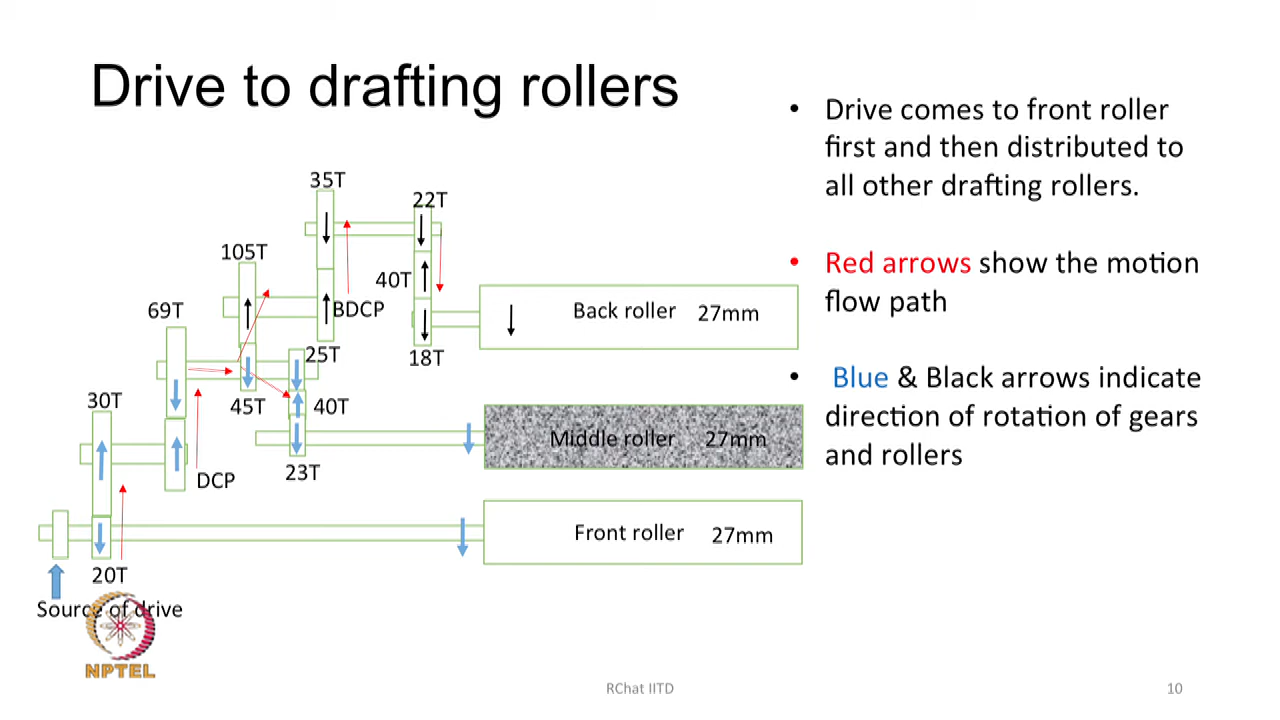 Drive to drafting rollers
• Drive comes to front roller
first and then distributed to
all other drafting rollers.
• Red arrows show the motion
flow path
• Blue & Black arrows indicate
direction of rotation of gears
and rollers
35T
22T
105T
40T
69T
BDCP
Back roller 27mm
25T
18T
30T
45T
40T
Middle roller 27mm
23T
DCP
Front roller 27mm
20T
Source of drive
NPTEL
RChat IITD
10